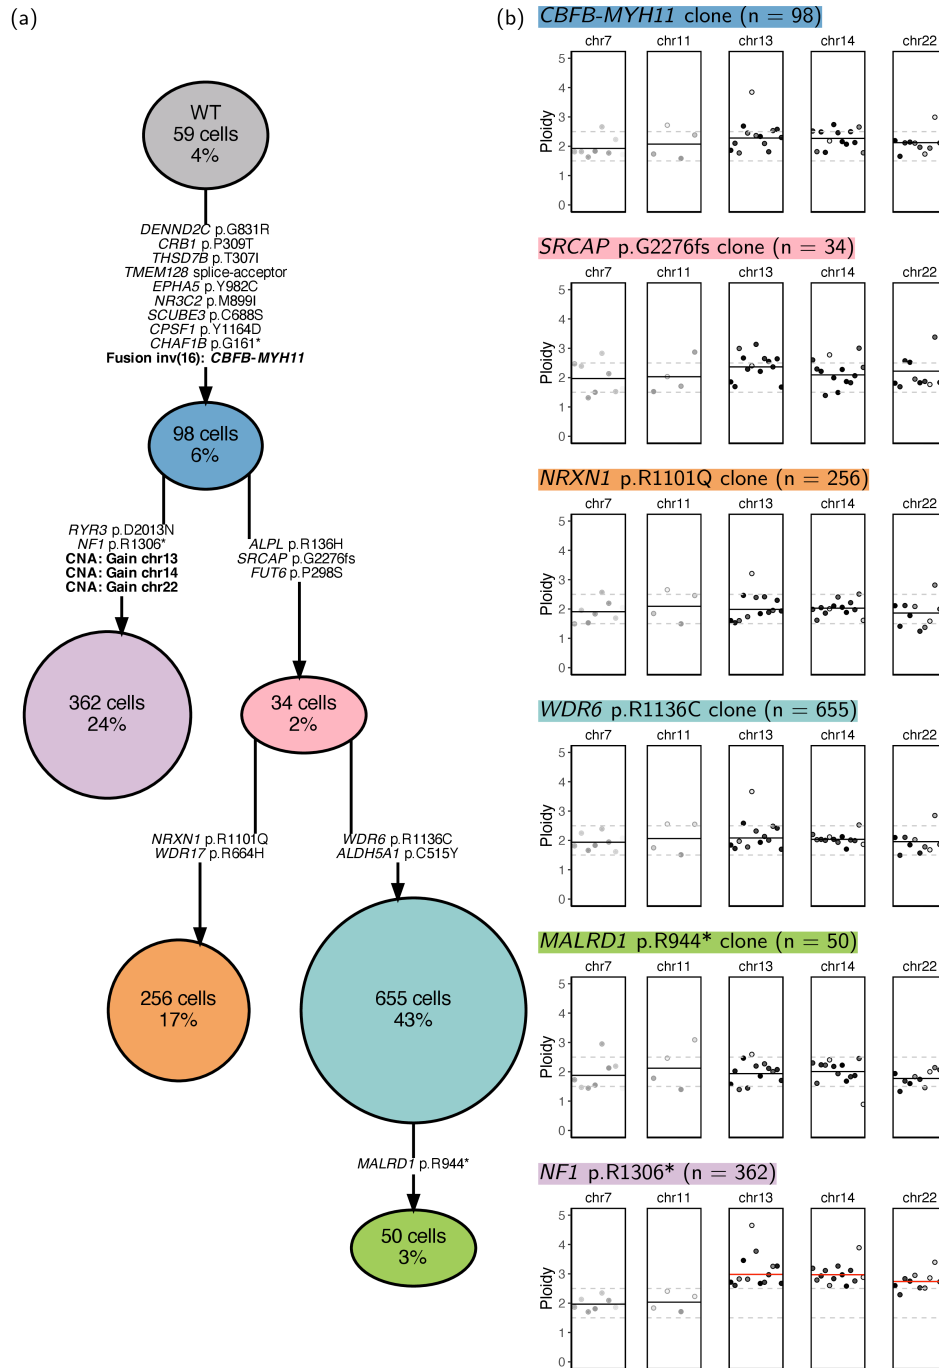 (a)
WT
59 cells
4%
DENND2C p.G831R
CRB1 p.P309T
THSD7B p.T307I
TMEM128 splice-acceptor
EPHA5 p.Y982C
NR3C2 p.M899I
SCUBE3 p.C688S
CPSF1 p.Y1164D
CHAF1B p.G161*
Fusion inv(16): CBFB-MYH11
98 cells
6%
RYR3 p.D2013N
NF1 p.R1306*
CNA: Gain chr13
CNA: Gain chr14
CNA: Gain chr22
ALPL p.R136H
SRCAP p.G2276fs
FUT6 p.P298S
362 cells
24%
34 cells
2%
NRXN1 p.R1101Q
WDR17 p.R664H
WDR6 p.R1136C
ALDH5A1 p.C515Y
256 cells
17%
655 cells
43%
MALRD1 p.R944*
50 cells
3%
(b)
CBFB-MYH11 clone (n = 98)
chr7 chr11 chr13 chr14 chr22
Ploidy
5
4
3
2
1
0
SRCAP p.G2276fs clone (n = 34)
chr7 chr11 chr13 chr14 chr22
Ploidy
5
4
3
2
1
0
NRXN1 p.R1101Q clone (n = 256)
chr7 chr11 chr13 chr14 chr22
Ploidy
5
4
3
2
1
0
WDR6 p.R1136C clone (n = 655)
chr7 chr11 chr13 chr14 chr22
Ploidy
5
4
3
2
1
0
MALRD1 p.R944* clone (n = 50)
chr7 chr11 chr13 chr14 chr22
Ploidy
5
4
3
2
1
0
NF1 p.R1306* (n = 362)
chr7 chr11 chr13 chr14 chr22
Ploidy
5
4
3
2
1
0